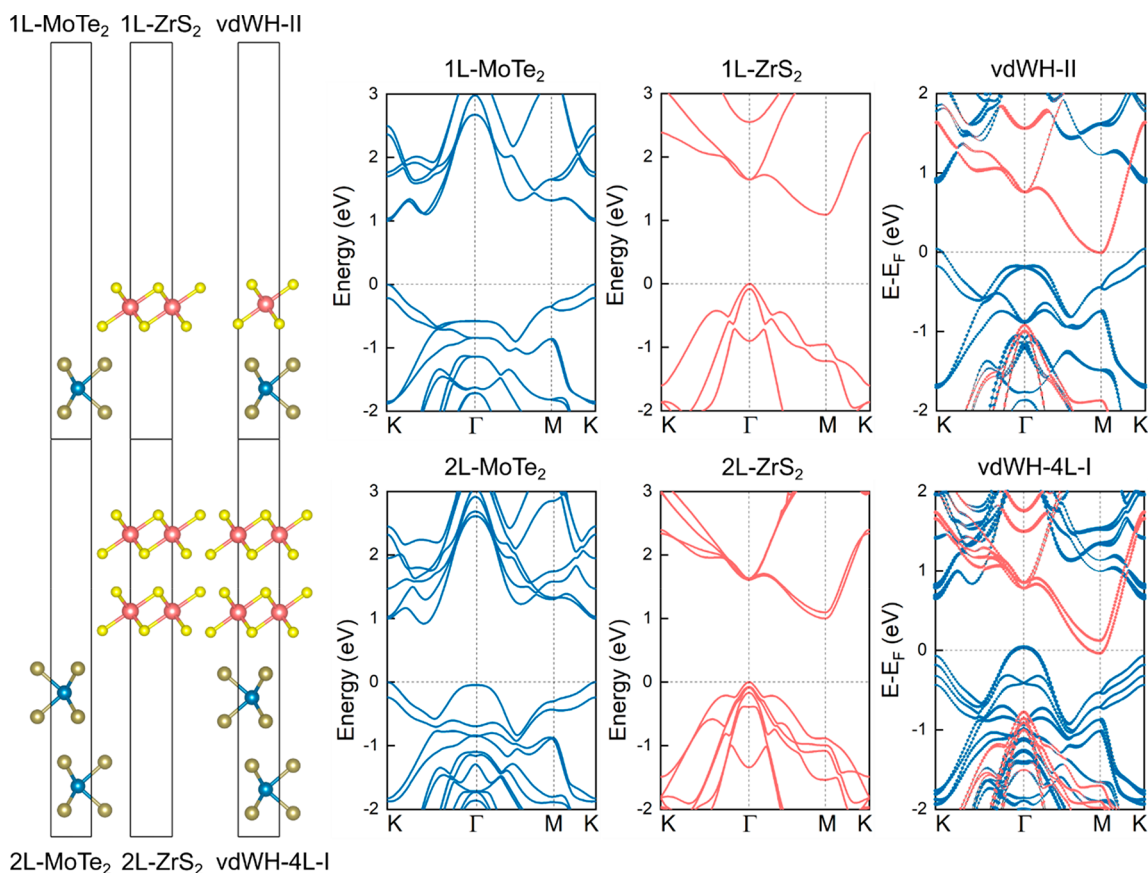 1L-MoTe₂ 1L-ZrS₂ vdWH-II
1L-MoTe₂
Energy (eV)
3
2
1
0
-1
-2
K Γ M K
1L-ZrS₂
Energy (eV)
3
2
1
0
-1
-2
K Γ M K
vdWH-II
E-E_F (eV)
2
1
0
-1
-2
K Γ M K
2L-MoTe₂
Energy (eV)
3
2
1
0
-1
-2
K Γ M K
2L-ZrS₂
Energy (eV)
3
2
1
0
-1
-2
K Γ M K
vdWH-4L-I
E-E_F (eV)
2
1
0
-1
-2
K Γ M K
2L-MoTe₂ 2L-ZrS₂ vdWH-4L-I